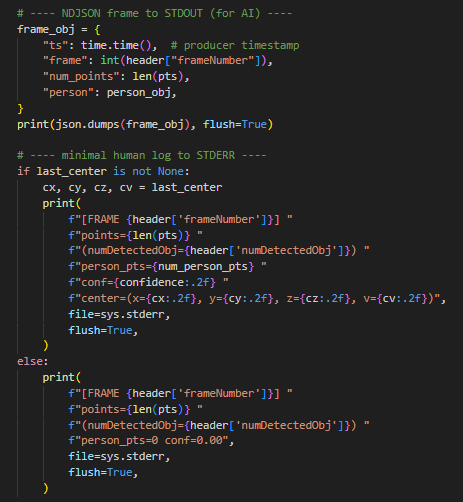 # ---- NDJSON frame to STDOUT (for AI) ----
frame_obj = {
    "ts": time.time(),  # producer timestamp
    "frame": int(header["frameNumber"]),
    "num_points": len(pts),
    "person": person_obj,
}
print(json.dumps(frame_obj), flush=True)

# ---- minimal human log to STDERR ----
if last_center is not None:
    cx, cy, cz, cv = last_center
    print(
        f"[FRAME {header['frameNumber']}] "
        f"points={len(pts)} "
        f"(numDetectedObj={header['numDetectedObj']}) "
        f"person_pts={num_person_pts} "
        f"conf={confidence:.2f} "
        f"center=(x={cx:.2f}, y={cy:.2f}, z={cz:.2f}, v={cv:.2f})",
        file=sys.stderr,
        flush=True,
    )
else:
    print(
        f"[FRAME {header['frameNumber']}] "
        f"points={len(pts)} "
        f"(numDetectedObj={header['numDetectedObj']}) "
        f"person_pts=0 conf=0.00",
        file=sys.stderr,
        flush=True,
    )